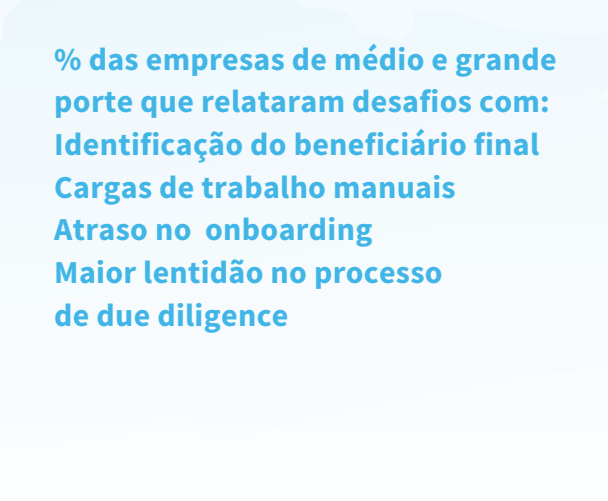 % das empresas de médio e grande
porte que relataram desafios com:
Identificação do beneficiário final
Cargas de trabalho manuais
Atraso no  onboarding
Maior lentidão no processo
de due diligence